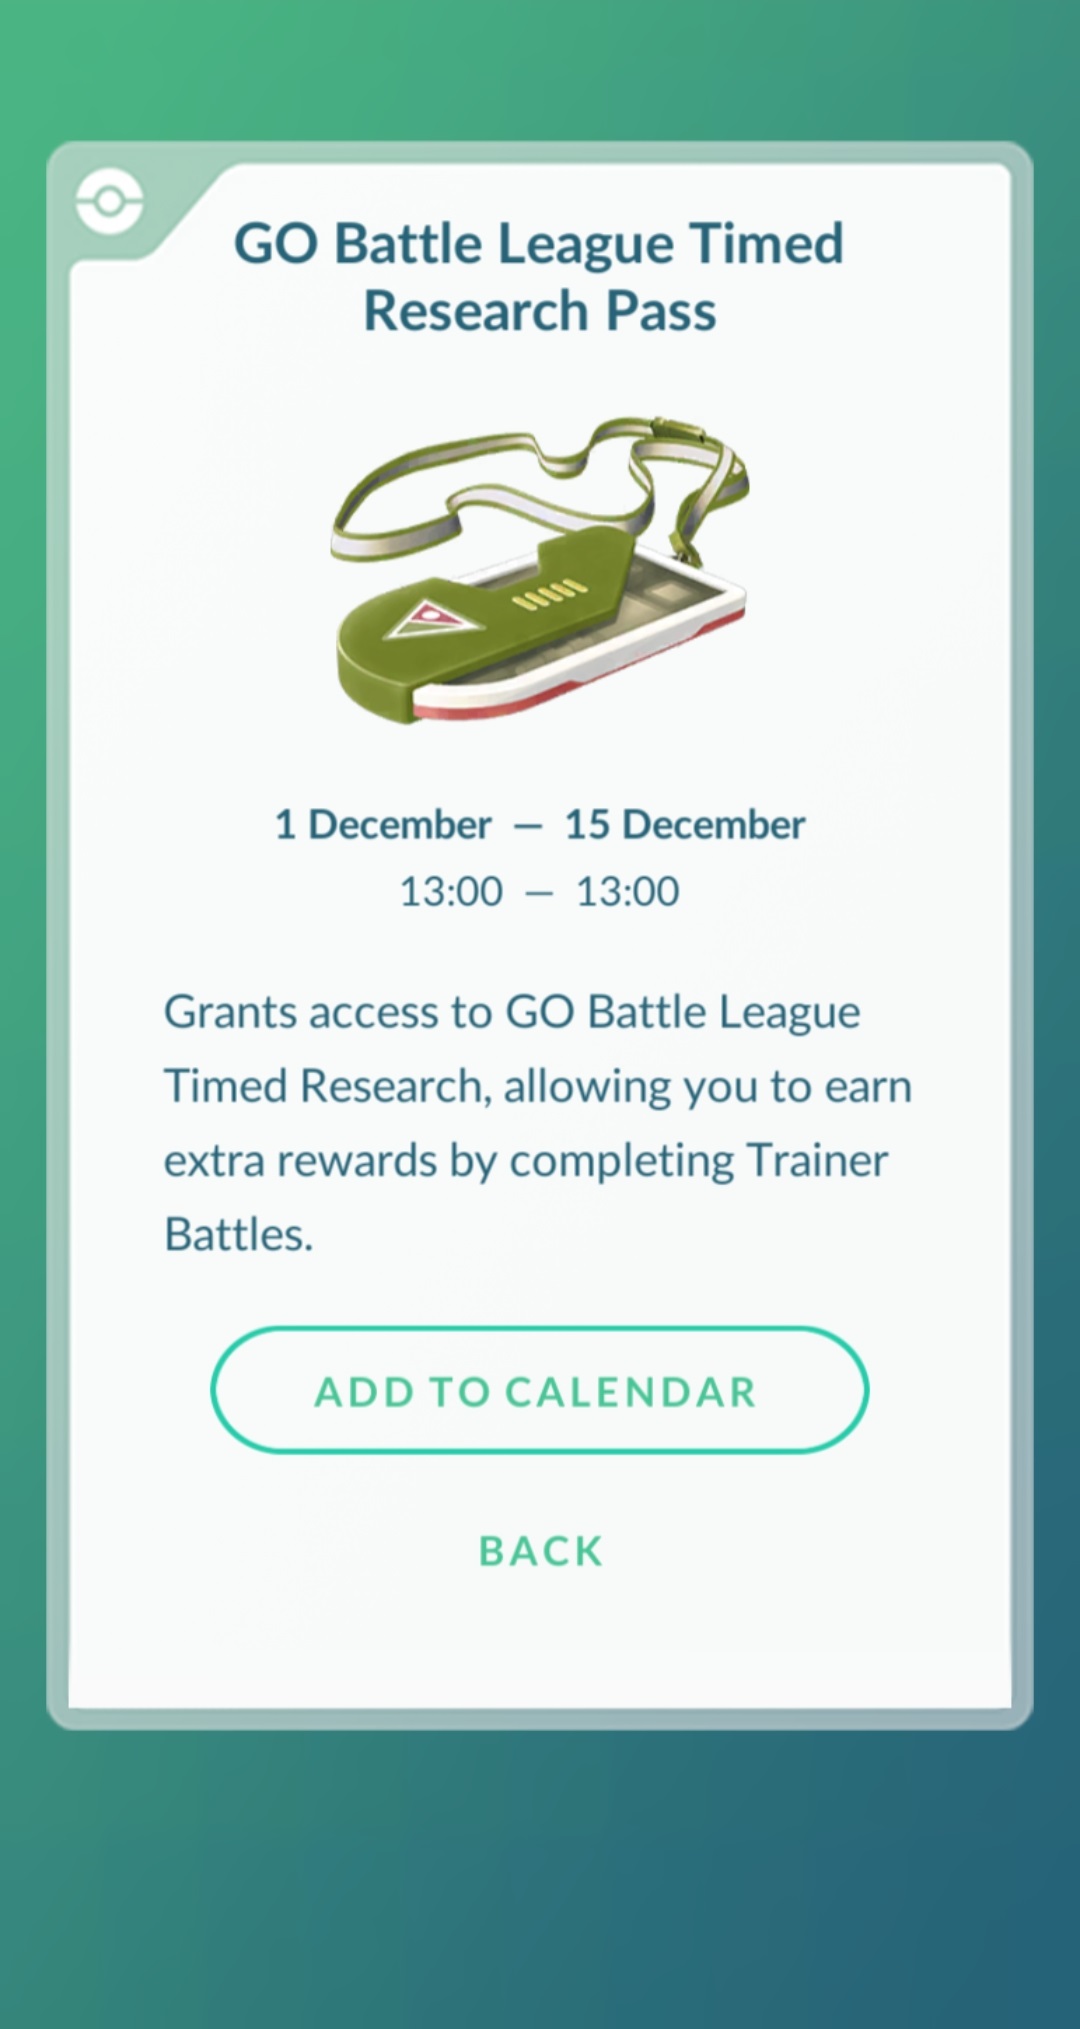 GO Battle League Timed
Research Pass
1 December — 15 December
13:00 — 13:00
Grants access to GO Battle League
Timed Research, allowing you to earn
extra rewards by completing Trainer
Battles.
ADD TO CALENDAR
BACK